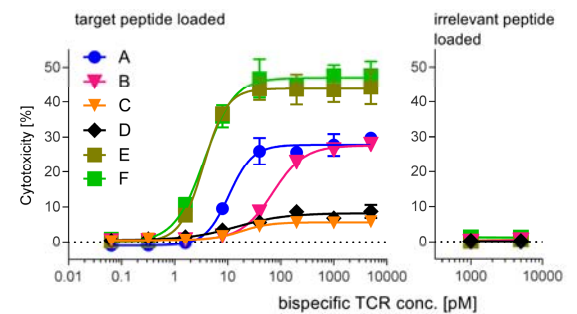 target peptide loaded
irrelevant peptide
loaded
Cytotoxicity [%]
50
40
30
20
10
0
A
B
C
D
E
F
0.01 0.1 1 10 100 1000 10000
50
40
30
20
10
0
1000 10000
bispecific TCR conc. [pM]